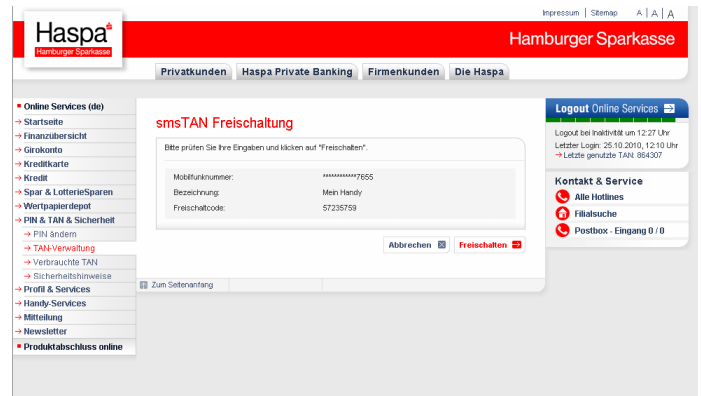 Impressum | Sitemap A | A | A
Haspa
Hamburger Sparkasse
Hamburger Sparkasse
Privatkunden Haspa Private Banking Firmenkunden Die Haspa
Online Services (de)
Startseite
Finanzübersicht
Girokonto
Kreditkarte
Kredit
Spar & LotterieSparen
Wertpapierdepot
PIN & TAN & Sicherheit
PIN ändern
TAN-Verwaltung
Verbrauchte TAN
Sicherheitshinweise
Profil & Services
Handy-Services
Mitteilung
Newsletter
Produktabschluss online
smsTAN Freischaltung
Bitte prüfen Sie Ihre Eingaben und klicken auf "Freischalten".
Mobilfunknummer: ************7655
Bezeichnung: Mein Handy
Freischaltcode: 57235759
Abbrechen Freischalten
Zum Seitenanfang
Logout Online Services
Logout bei Inaktivität um 12:27 Uhr
Letzter Login: 25.10.2010, 12:10 Uhr
Letzte genutzte TAN: 864307
Kontakt & Service
Alle Hotlines
Filialsuche
Postbox - Eingang 0 / 0